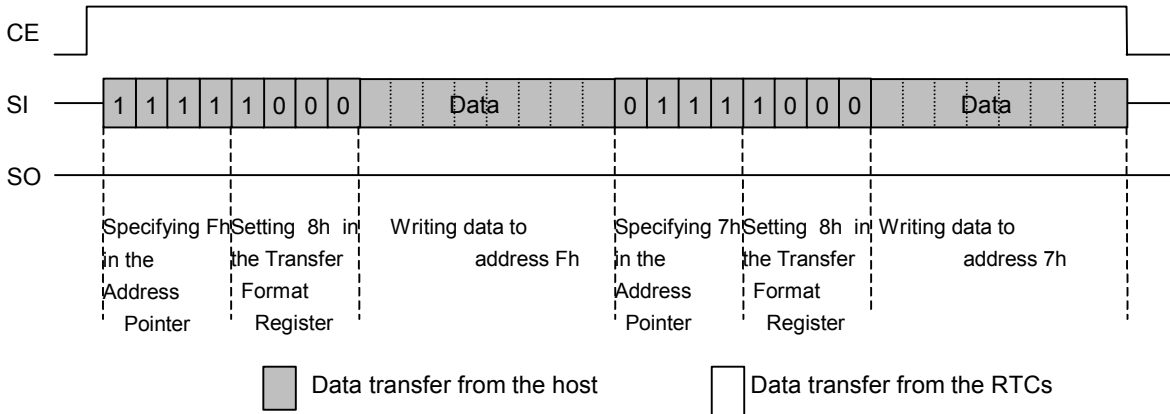 CE
SI 1 1 1 1 1 0 0 0 Data 0 1 1 1 1 0 0 0 Data
SO
Specifying Fh Setting 8h in Writing data to Specifying 7h Setting 8h in Writing data to
in the the Transfer address Fh in the the Transfer address 7h
Address Format Address Format
Pointer Register Pointer Register
Data transfer from the host Data transfer from the RTCs